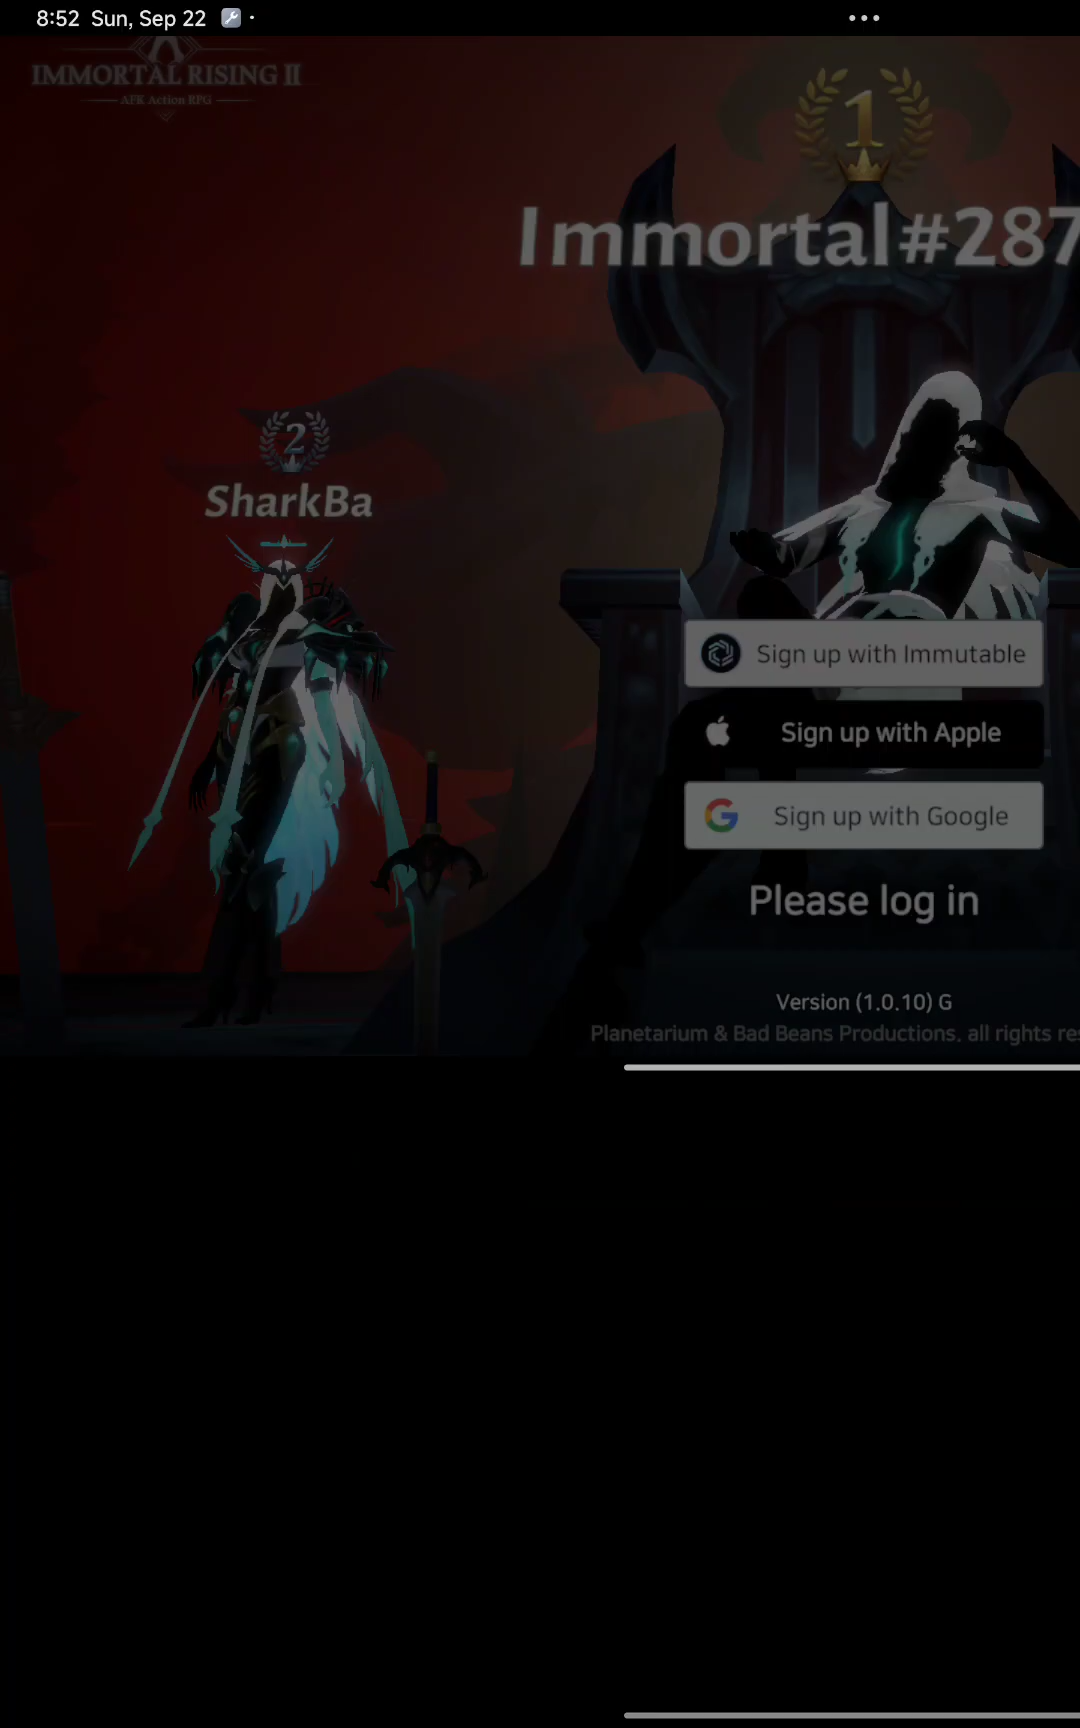 8:52 Sun, Sep 22
IMMORTAL RISING II
AFK Action RPG
1
Immortal#287
2
SharkBa
Sign up with Immutable
Sign up with Apple
Sign up with Google
Please log in
Version (1.0.10) G
Planetarium & Bad Beans Productions. all rights res